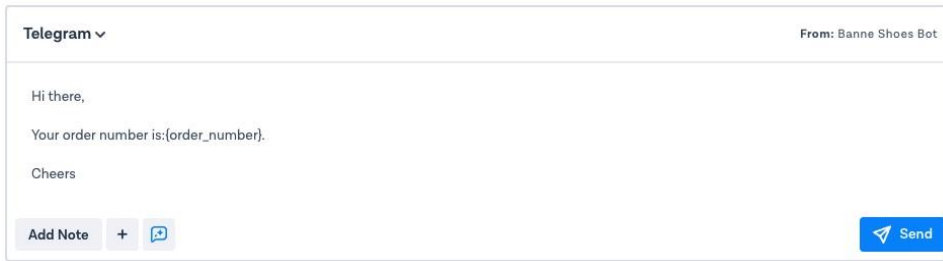 Telegram
From: Banne Shoes Bot
Hi there,
Your order number is:{order_number}.
Cheers
Add Note +
Send